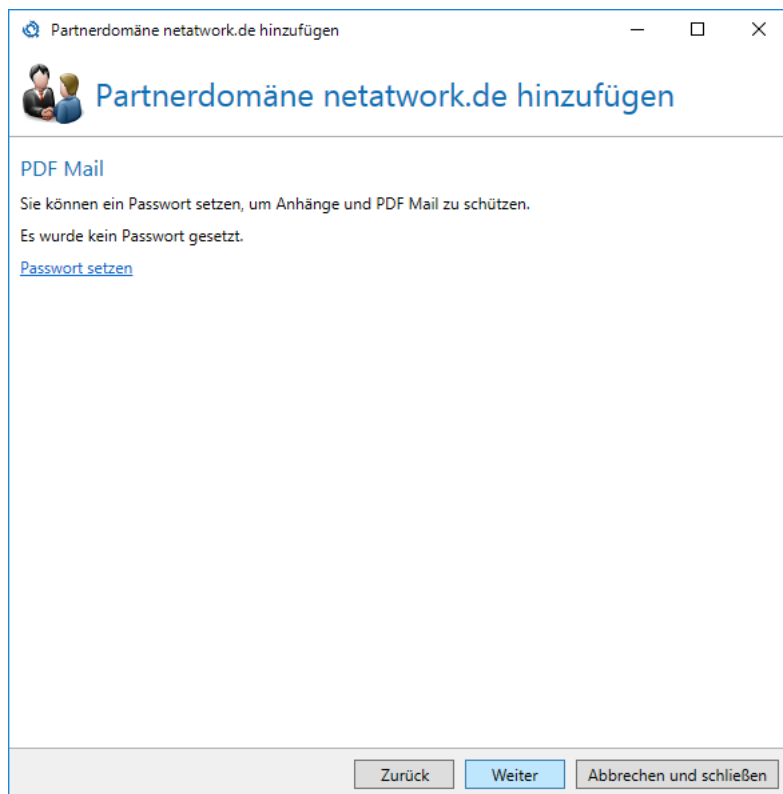 Partnerdomäne netatwork.de hinzufügen
Partnerdomäne netatwork.de hinzufügen
PDF Mail
Sie können ein Passwort setzen, um Anhänge und PDF Mail zu schützen.
Es wurde kein Passwort gesetzt.
Passwort setzen
Zurück Weiter Abbrechen und schließen